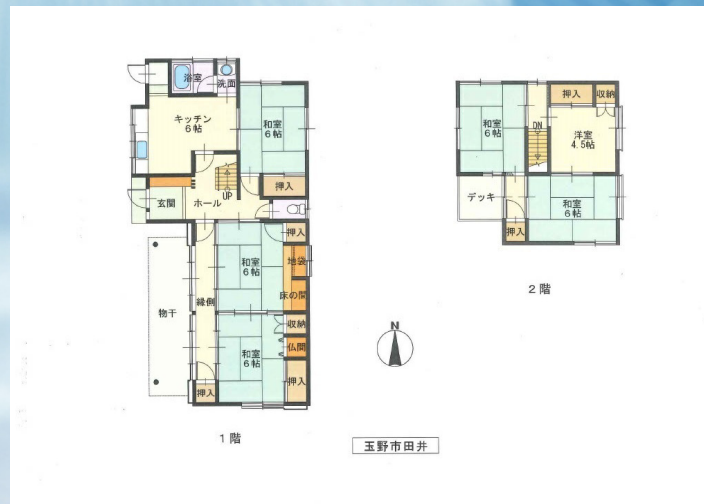 浴室
洗面
キッチン
6帖
和室
6帖
押入
玄関
ホール
UP
和室
6帖
押入
地袋
床の間
縁側
物干
和室
6帖
収納
仏間
押入
押入
1階
和室
6帖
DN
押入
収納
洋室
4.5帖
デッキ
和室
6帖
押入
2階
N
玉野市田井